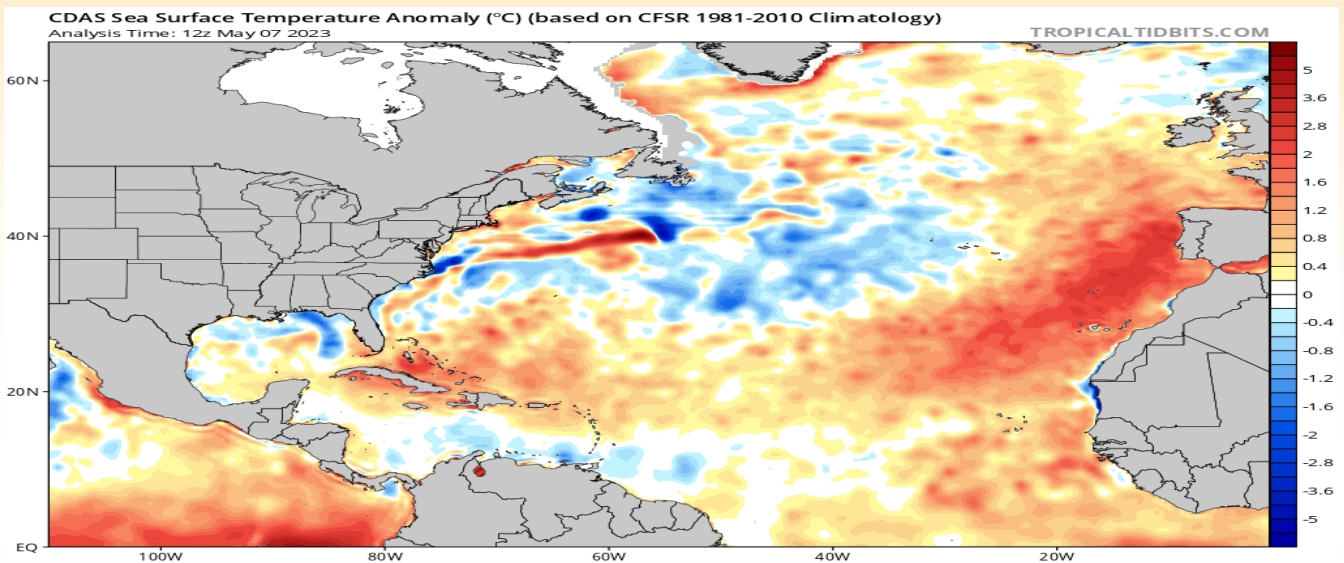 CDAS Sea Surface Temperature Anomaly (°C) (based on CFSR 1981-2010 Climatology)
Analysis Time: 12z May 07 2023
TROPICALTIDBITS.COM
60N
40N
20N
EQ
100W
80W
60W
40W
20W
5
3.6
2.8
2
1.6
1.2
0.8
0.4
0
-0.4
-0.8
-1.2
-1.6
-2
-2.8
-3.6
-5